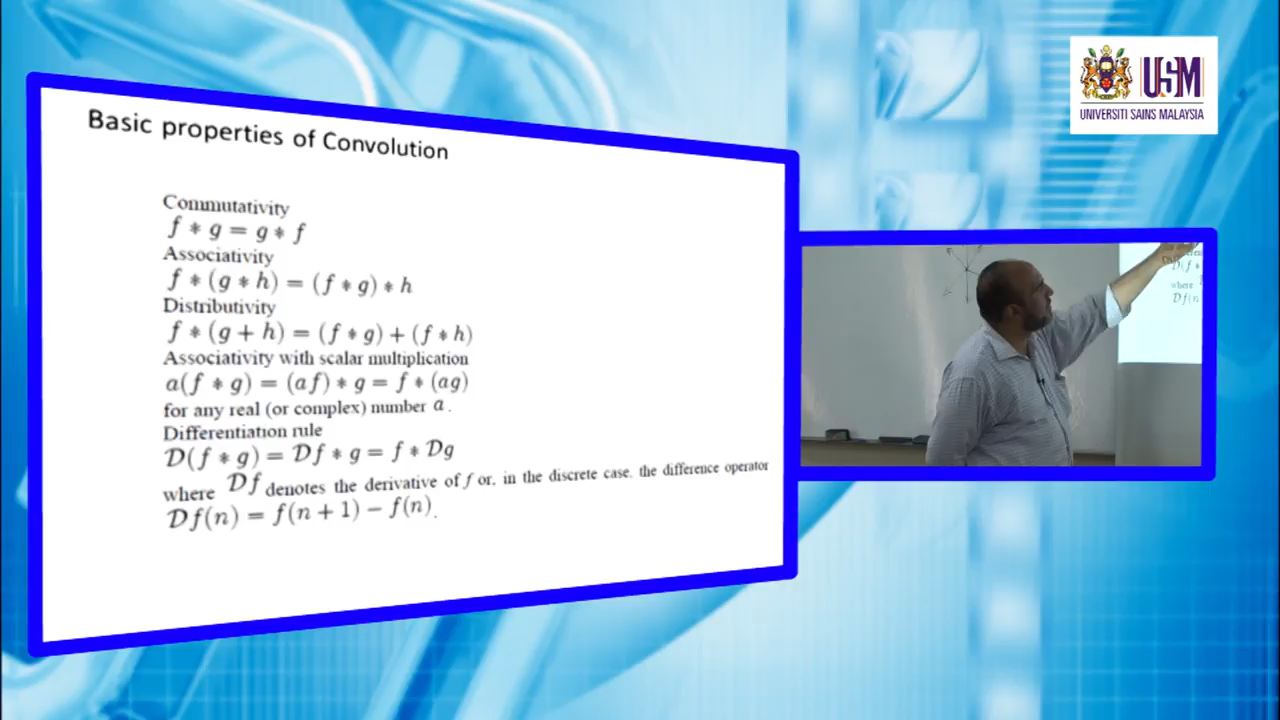 Basic properties of Convolution
Commutativity
f * g = g * f
Associativity
f * (g * h) = (f * g) * h
Distributivity
f * (g + h) = (f * g) + (f * h)
Associativity with scalar multiplication
a(f * g) = (af) * g = f * (ag)
for any real (or complex) number a.
Differentiation rule
D(f * g) = Df * g = f * Dg
where Df denotes the derivative of f or, in the discrete case, the difference operator
Df(n) = f(n + 1) − f(n).
USM
UNIVERSITI SAINS MALAYSIA
D(f *
where
Df(n